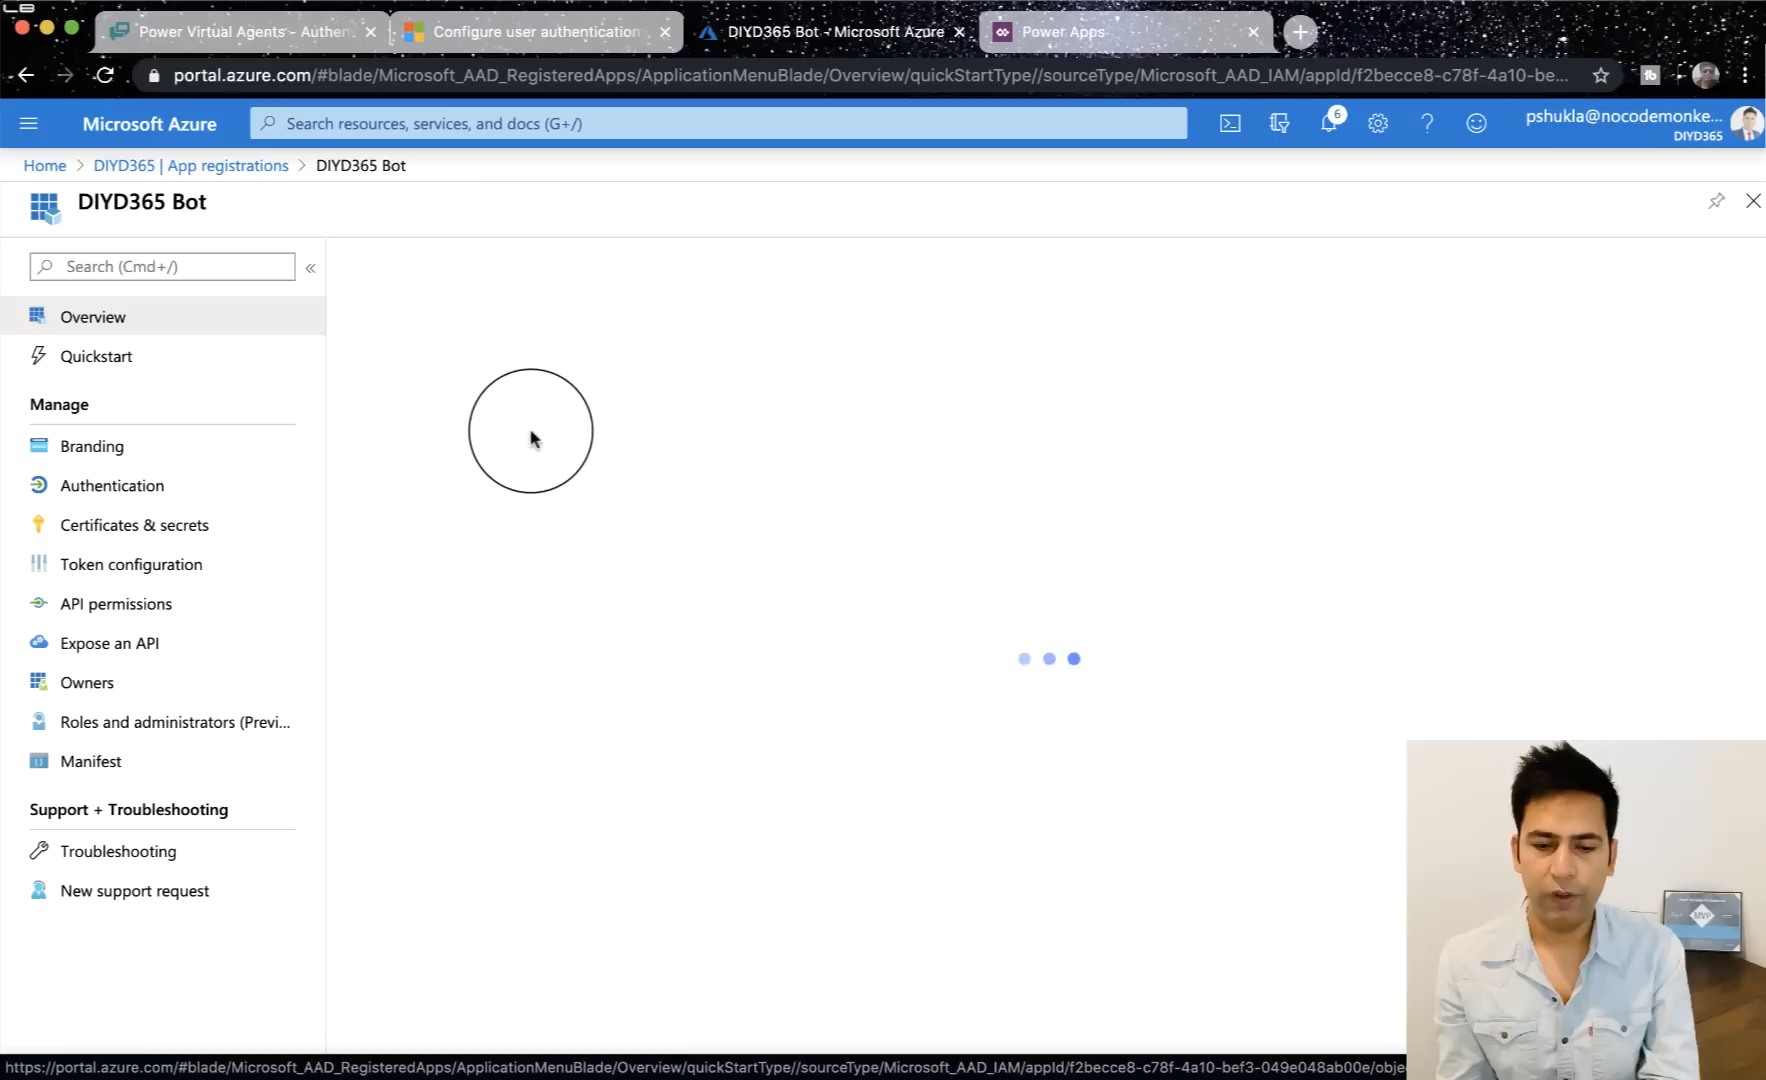 Power Virtual Agents - Authen
Configure user authentication
DIYD365 Bot - Microsoft Azure
Power Apps
portal.azure.com/#blade/Microsoft_AAD_RegisteredApps/ApplicationMenuBlade/Overview/quickStartType//sourceType/Microsoft_AAD_IAM/appId/f2becce8-c78f-4a10-be...
Microsoft Azure
Search resources, services, and docs (G+/)
6
pshukla@nocodemonke...
DIYD365
Home > DIYD365 | App registrations > DIYD365 Bot
DIYD365 Bot
Search (Cmd+/)
«
Overview
Quickstart
Manage
Branding
Authentication
Certificates & secrets
Token configuration
API permissions
Expose an API
Owners
Roles and administrators (Previ...
Manifest
Support + Troubleshooting
Troubleshooting
New support request
MVP
https://portal.azure.com/#blade/Microsoft_AAD_RegisteredApps/ApplicationMenuBlade/Overview/quickStartType//sourceType/Microsoft_AAD_IAM/appId/f2becce8-c78f-4a10-bef3-049e048ab00e/obje